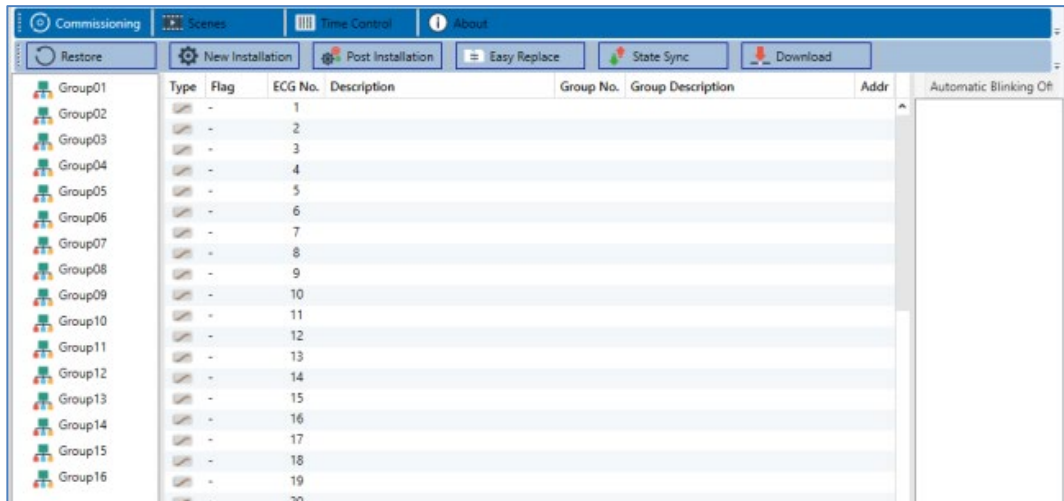 Commissioning Scenes Time Control About
Restore New Installation Post Installation Easy Replace State Sync Download
Group01
Group02
Group03
Group04
Group05
Group06
Group07
Group08
Group09
Group10
Group11
Group12
Group13
Group14
Group15
Group16
Type Flag ECG No. Description Group No. Group Description Addr
- 1
- 2
- 3
- 4
- 5
- 6
- 7
- 8
- 9
- 10
- 11
- 12
- 13
- 14
- 15
- 16
- 17
- 18
- 19
20
Automatic Blinking Of